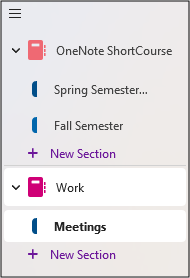 OneNote ShortCourse
Spring Semester...
Fall Semester
+ New Section
Work
Meetings
+ New Section